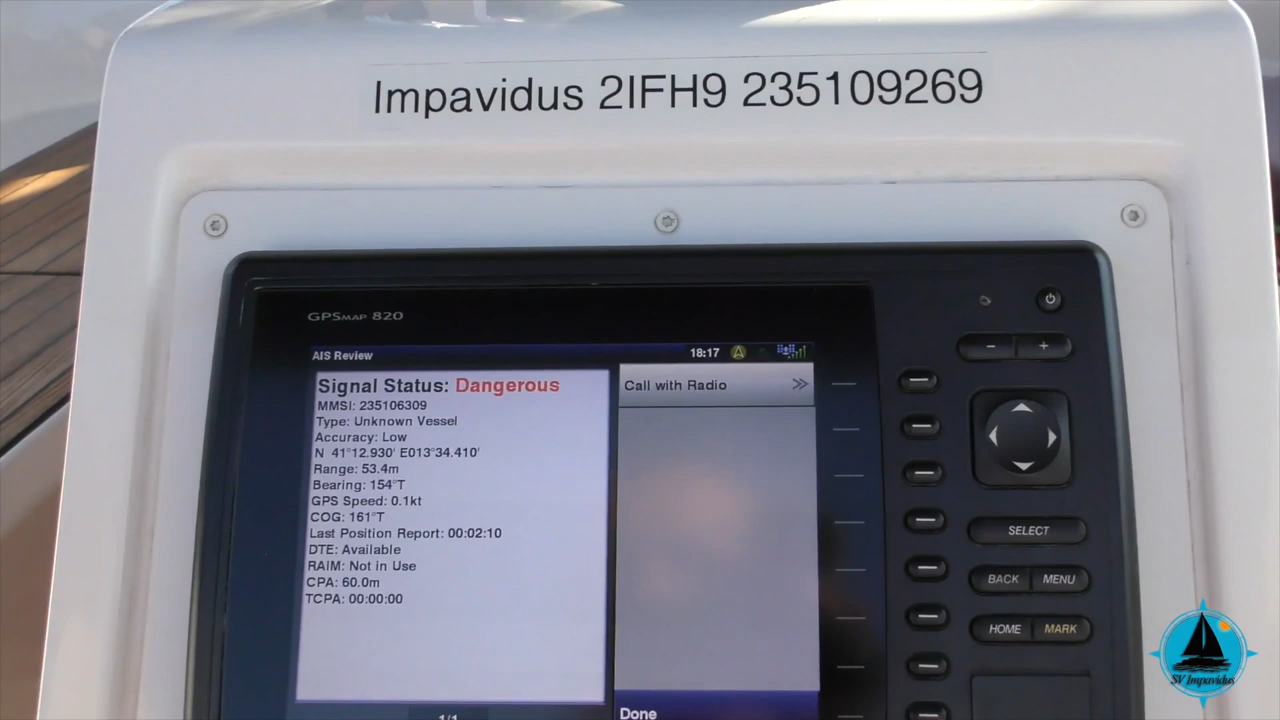 Impavidus 2IFH9 235109269
GPSMAP 820
AIS Review 18:17
Signal Status: Dangerous
MMSI: 235106309
Type: Unknown Vessel
Accuracy: Low
N 41°12.930' E013°34.410'
Range: 53.4m
Bearing: 154°T
GPS Speed: 0.1kt
COG: 161°T
Last Position Report: 00:02:10
DTE: Available
RAIM: Not in Use
CPA: 60.0m
TCPA: 00:00:00
1/1
Call with Radio
Done
− +
SELECT
BACK MENU
HOME MARK
SV Impavidus